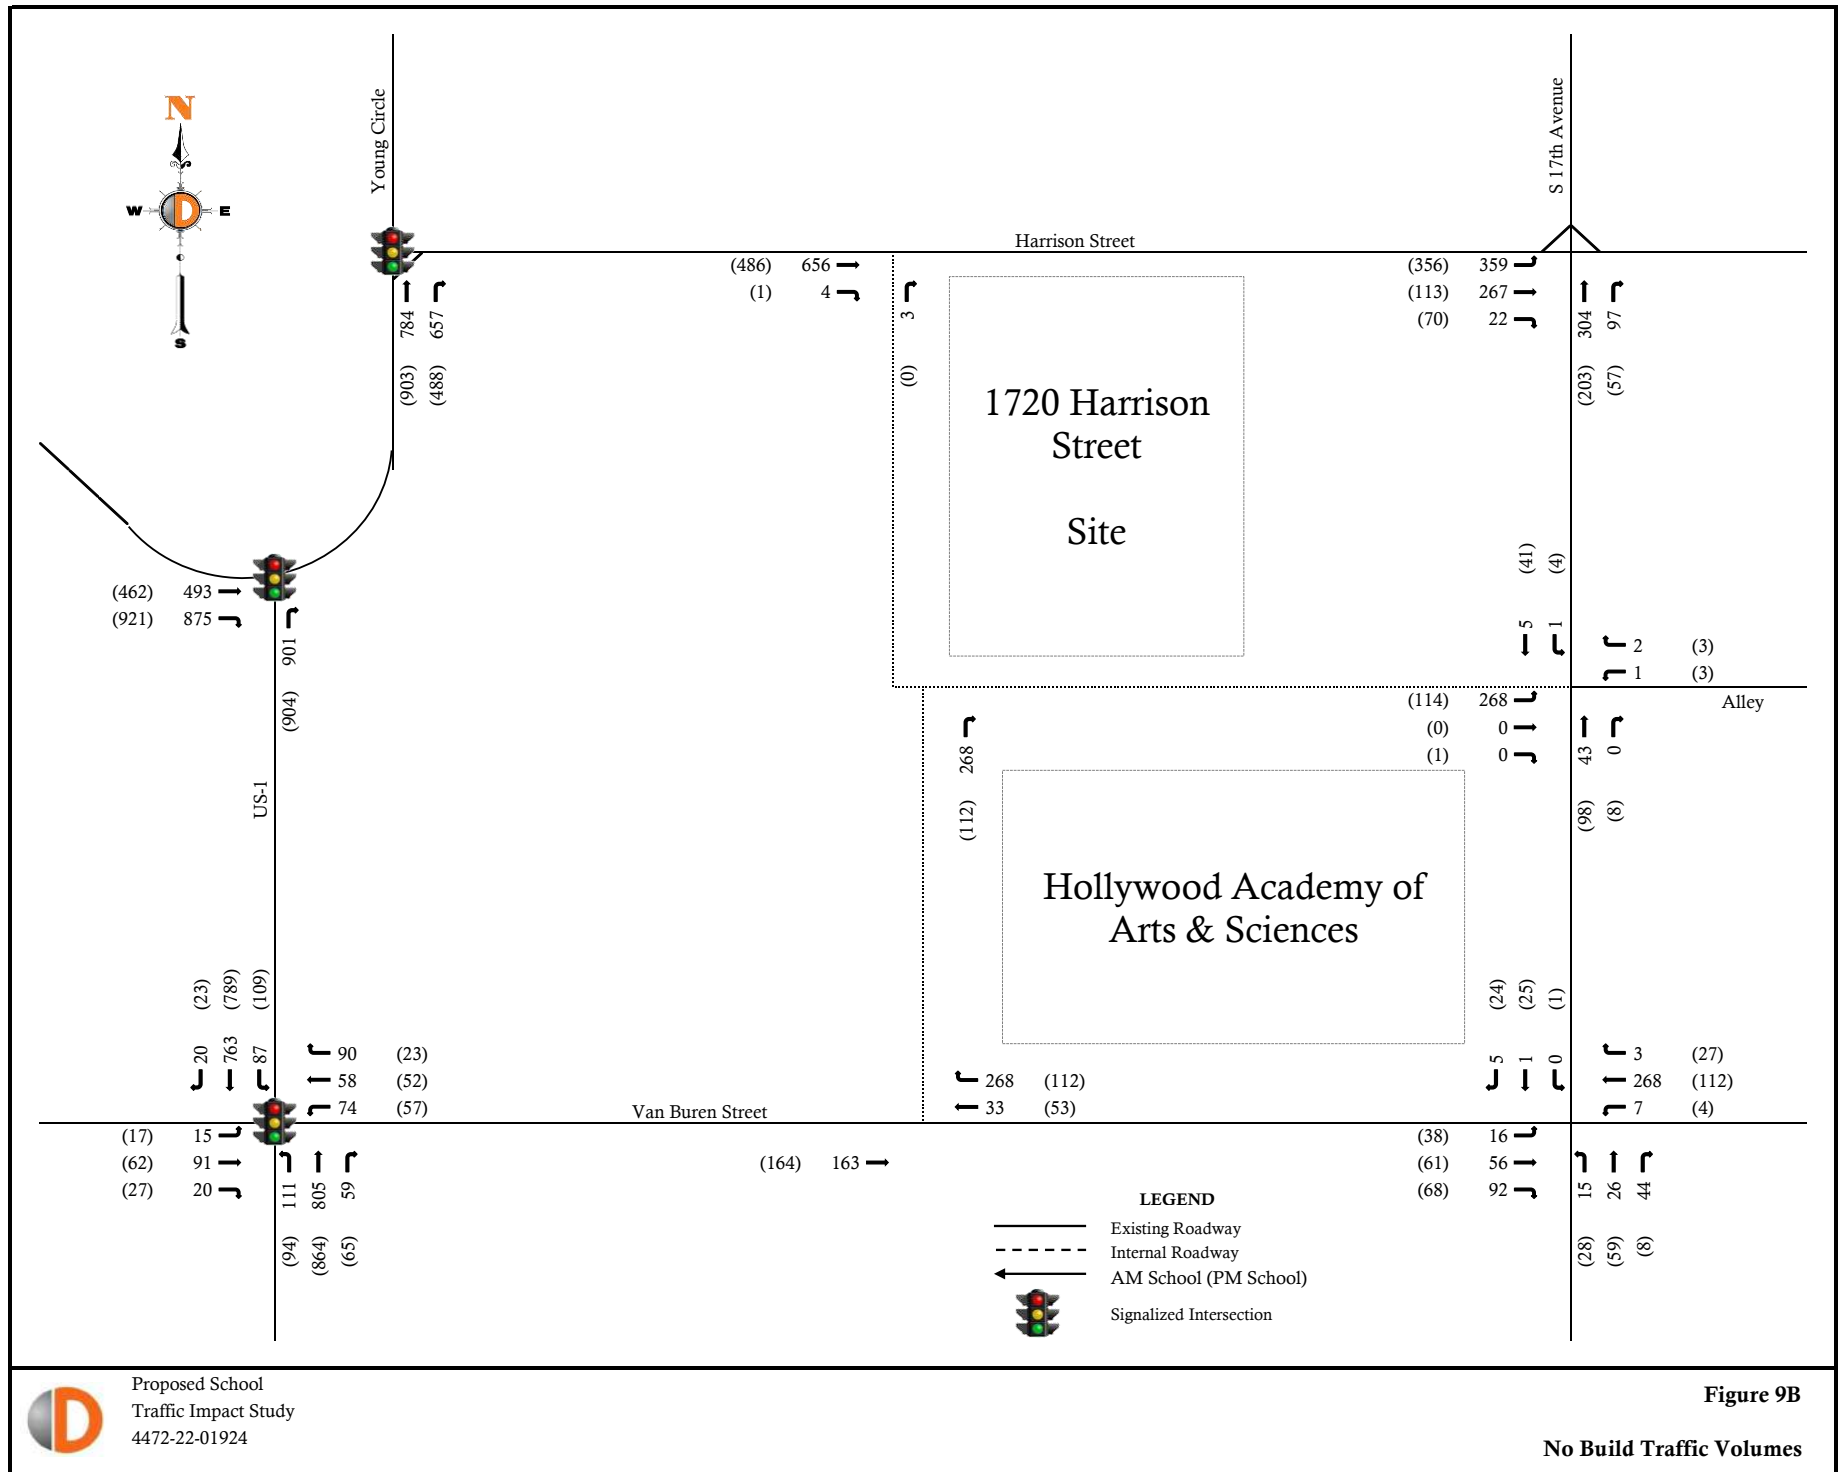 N
W
E
S
D
Young Circle
S 17th Avenue
Harrison Street
(486) 656
(1) 4
784 657
(903) (488)
3
(0)
(356) 359
(113) 267
(70) 22
304 97
(203) (57)
1720 Harrison
Street
Site
(462) 493
(921) 875
901
(904)
US-1
(41) (4)
5 1
2 (3)
1 (3)
Alley
(114) 268
(0) 0
(1) 0
43 0
(98) (8)
268
(112)
Hollywood Academy of
Arts & Sciences
(23) (789) (109)
20 763 87
90 (23)
58 (52)
74 (57)
Van Buren Street
268 (112)
33 (53)
(24) (25) (1)
5 1 0
3 (27)
268 (112)
7 (4)
(17) 15
(62) 91
(27) 20
111 805 59
(94) (864) (65)
(164) 163
(38) 16
(61) 56
(68) 92
15 26 44
(28) (59) (8)
LEGEND
Existing Roadway
Internal Roadway
AM School (PM School)
Signalized Intersection
D
Proposed School
Traffic Impact Study
4472-22-01924
Figure 9B
No Build Traffic Volumes